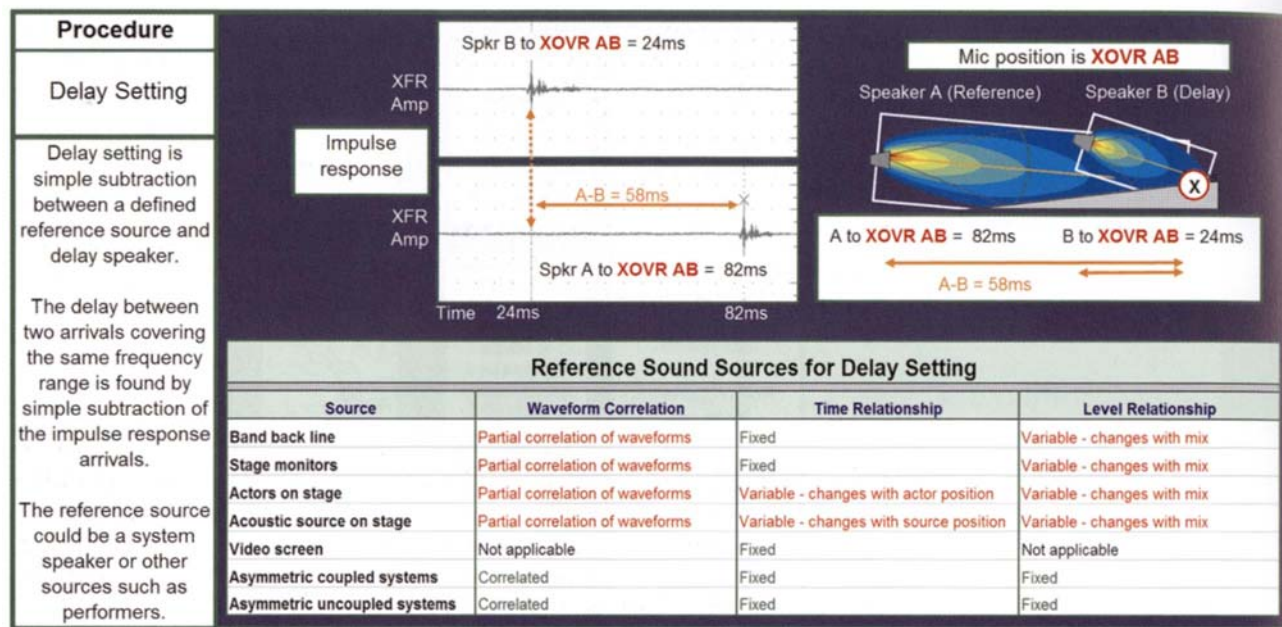 Procedure
Delay Setting
Delay setting is
simple subtraction
between a defined
reference source and
delay speaker.
The delay between
two arrivals covering
the same frequency
range is found by
simple subtraction of
the impulse response
arrivals.
The reference source
could be a system
speaker or other
sources such as
performers.
Impulse
response
XFR
Amp
Spkr B to XOVR AB = 24ms
A-B = 58ms
XFR
Amp
Spkr A to XOVR AB = 82ms
Time 24ms 82ms
Mic position is XOVR AB
Speaker A (Reference) Speaker B (Delay)
X
A to XOVR AB = 82ms B to XOVR AB = 24ms
A-B = 58ms
Reference Sound Sources for Delay Setting
Source Waveform Correlation Time Relationship Level Relationship
Band back line Partial correlation of waveforms Fixed Variable - changes with mix
Stage monitors Partial correlation of waveforms Fixed Variable - changes with mix
Actors on stage Partial correlation of waveforms Variable - changes with actor position Variable - changes with mix
Acoustic source on stage Partial correlation of waveforms Variable - changes with source position Variable - changes with mix
Video screen Not applicable Fixed Not applicable
Asymmetric coupled systems Correlated Fixed Fixed
Asymmetric uncoupled systems Correlated Fixed Fixed